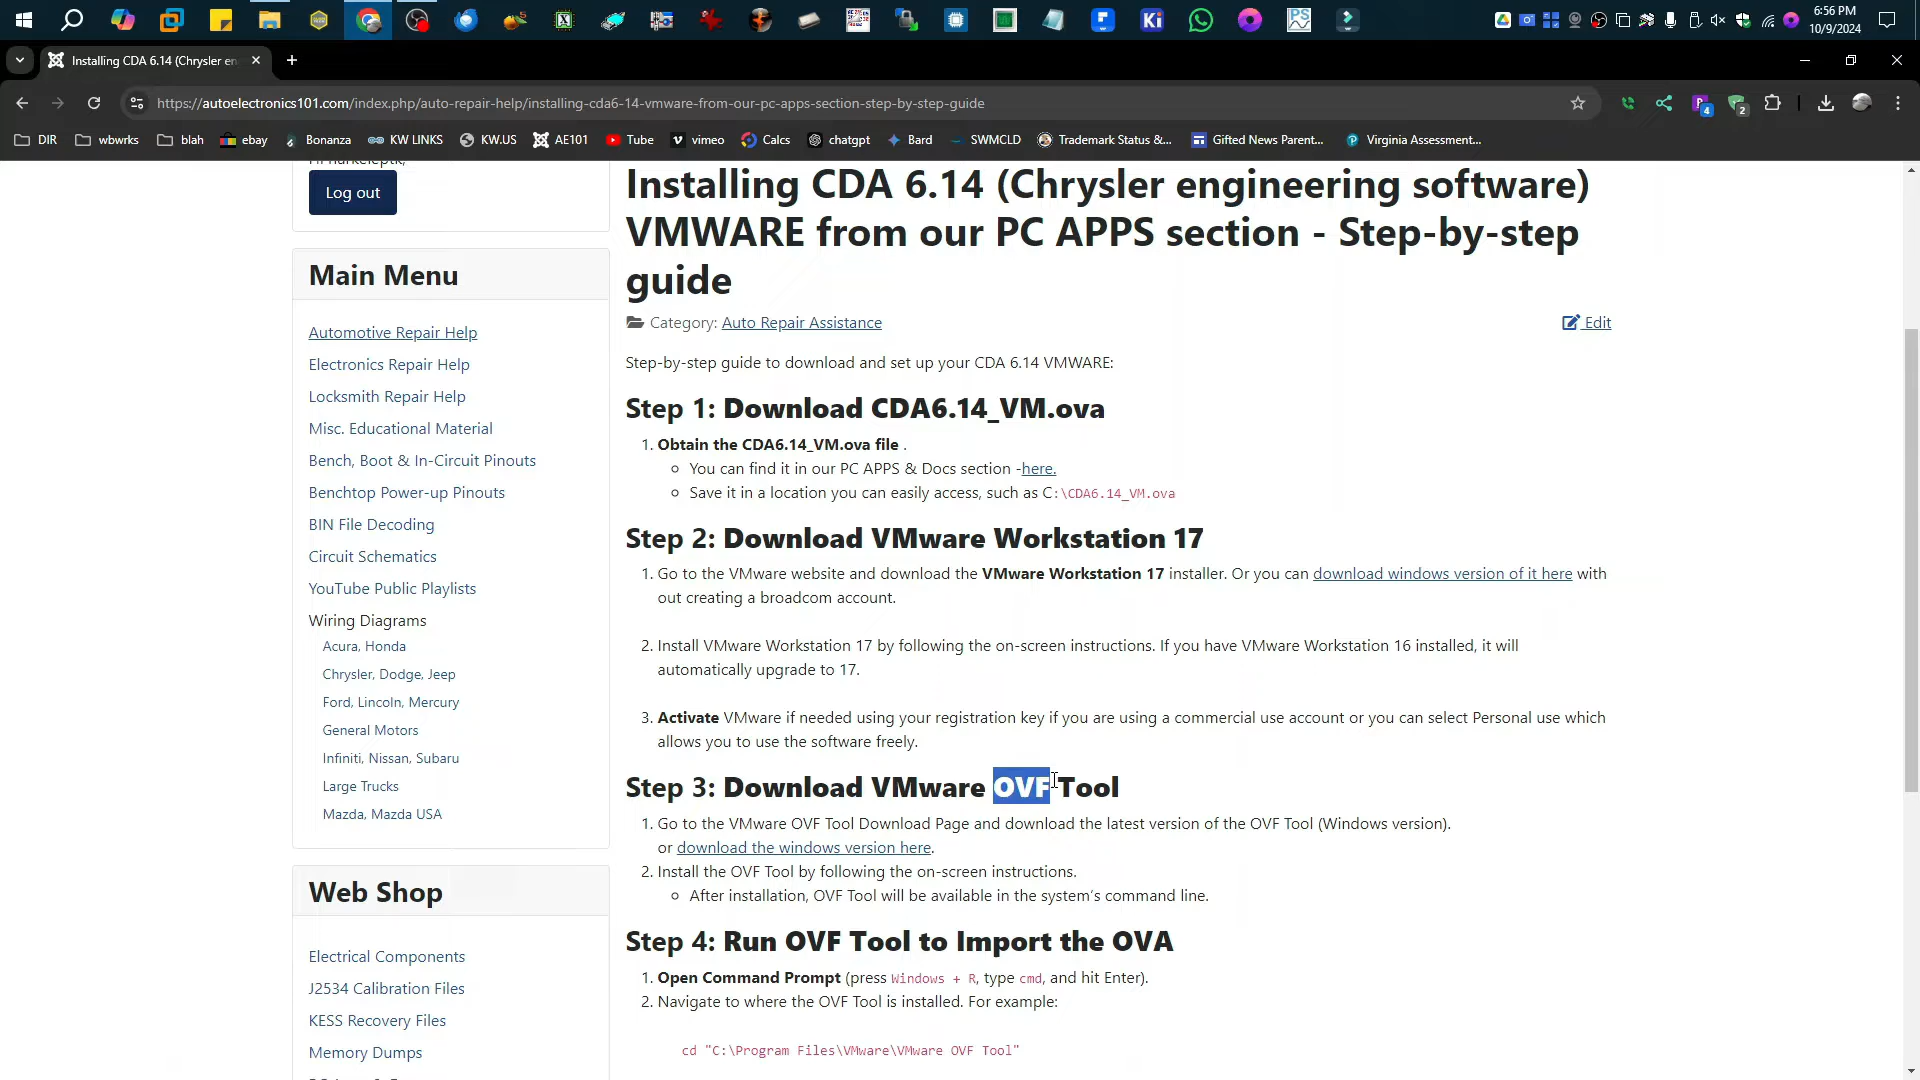 6:56 PM
10/9/2024
Installing CDA 6.14 (Chrysler en
https://autoelectronics101.com/index.php/auto-repair-help/installing-cda6-14-vmware-from-our-pc-apps-section-step-by-step-guide
4
2
DIR
wbwrks
blah
ebay
Bonanza
KW LINKS
KW.US
AE101
Tube
vimeo
Calcs
chatgpt
Bard
SWMCLD
Trademark Status &...
Gifted News Parent...
Virginia Assessment...
Log out
Main Menu
Automotive Repair Help
Electronics Repair Help
Locksmith Repair Help
Misc. Educational Material
Bench, Boot & In-Circuit Pinouts
Benchtop Power-up Pinouts
BIN File Decoding
Circuit Schematics
YouTube Public Playlists
Wiring Diagrams
Acura, Honda
Chrysler, Dodge, Jeep
Ford, Lincoln, Mercury
General Motors
Infiniti, Nissan, Subaru
Large Trucks
Mazda, Mazda USA
Web Shop
Electrical Components
J2534 Calibration Files
KESS Recovery Files
Memory Dumps
Installing CDA 6.14 (Chrysler engineering software)
VMWARE from our PC APPS section - Step-by-step
guide
Category: Auto Repair Assistance
Edit
Step-by-step guide to download and set up your CDA 6.14 VMWARE:
Step 1: Download CDA6.14_VM.ova
1. Obtain the CDA6.14_VM.ova file .
You can find it in our PC APPS & Docs section -here.
Save it in a location you can easily access, such as C:\CDA6.14_VM.ova
Step 2: Download VMware Workstation 17
1. Go to the VMware website and download the VMware Workstation 17 installer. Or you can download windows version of it here with
out creating a broadcom account.
2. Install VMware Workstation 17 by following the on-screen instructions. If you have VMware Workstation 16 installed, it will
automatically upgrade to 17.
3. Activate VMware if needed using your registration key if you are using a commercial use account or you can select Personal use which
allows you to use the software freely.
Step 3: Download VMware OVF Tool
1. Go to the VMware OVF Tool Download Page and download the latest version of the OVF Tool (Windows version).
or download the windows version here.
2. Install the OVF Tool by following the on-screen instructions.
After installation, OVF Tool will be available in the system's command line.
Step 4: Run OVF Tool to Import the OVA
1. Open Command Prompt (press Windows + R, type cmd, and hit Enter).
2. Navigate to where the OVF Tool is installed. For example:
cd "C:\Program Files\VMware\VMware OVF Tool"